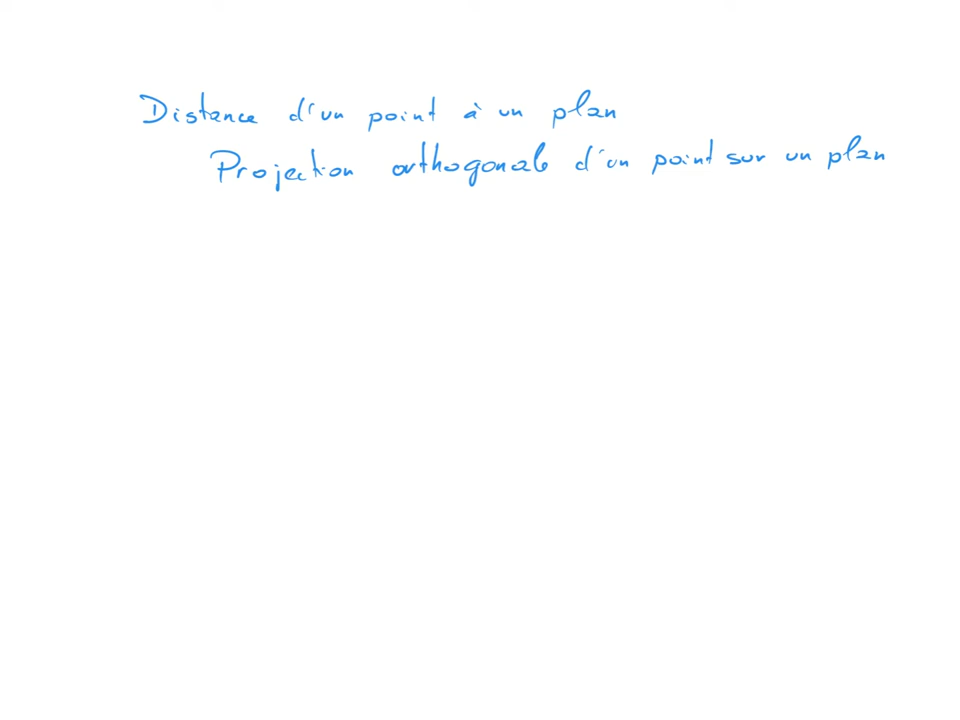 Distance d'un point à un plan
Projection orthogonale d'un point sur un plan